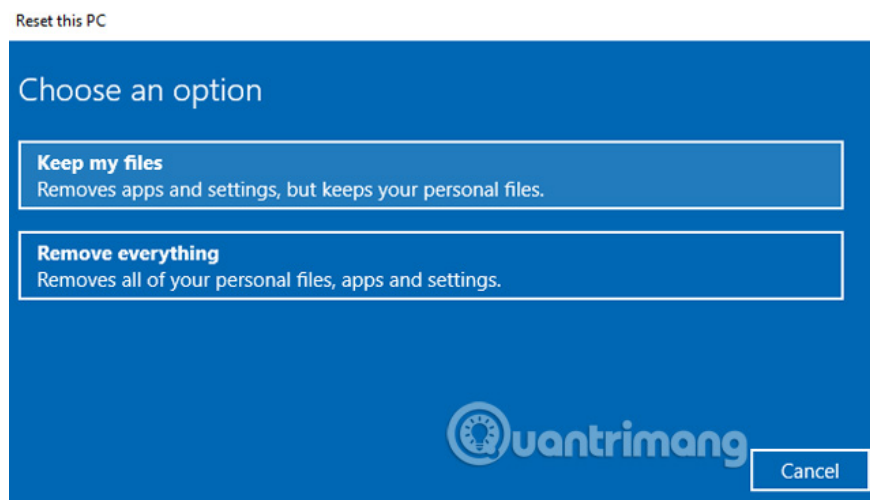 Reset this PC
Choose an option
Keep my files
Removes apps and settings, but keeps your personal files.
Remove everything
Removes all of your personal files, apps and settings.
Quantrimang
Cancel